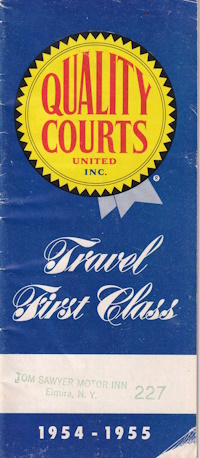 QUALITY
COURTS
UNITED
INC.
®
Travel
First Class
TOM SAWYER MOTOR INN
Elmira, N. Y. 227
1954-1955